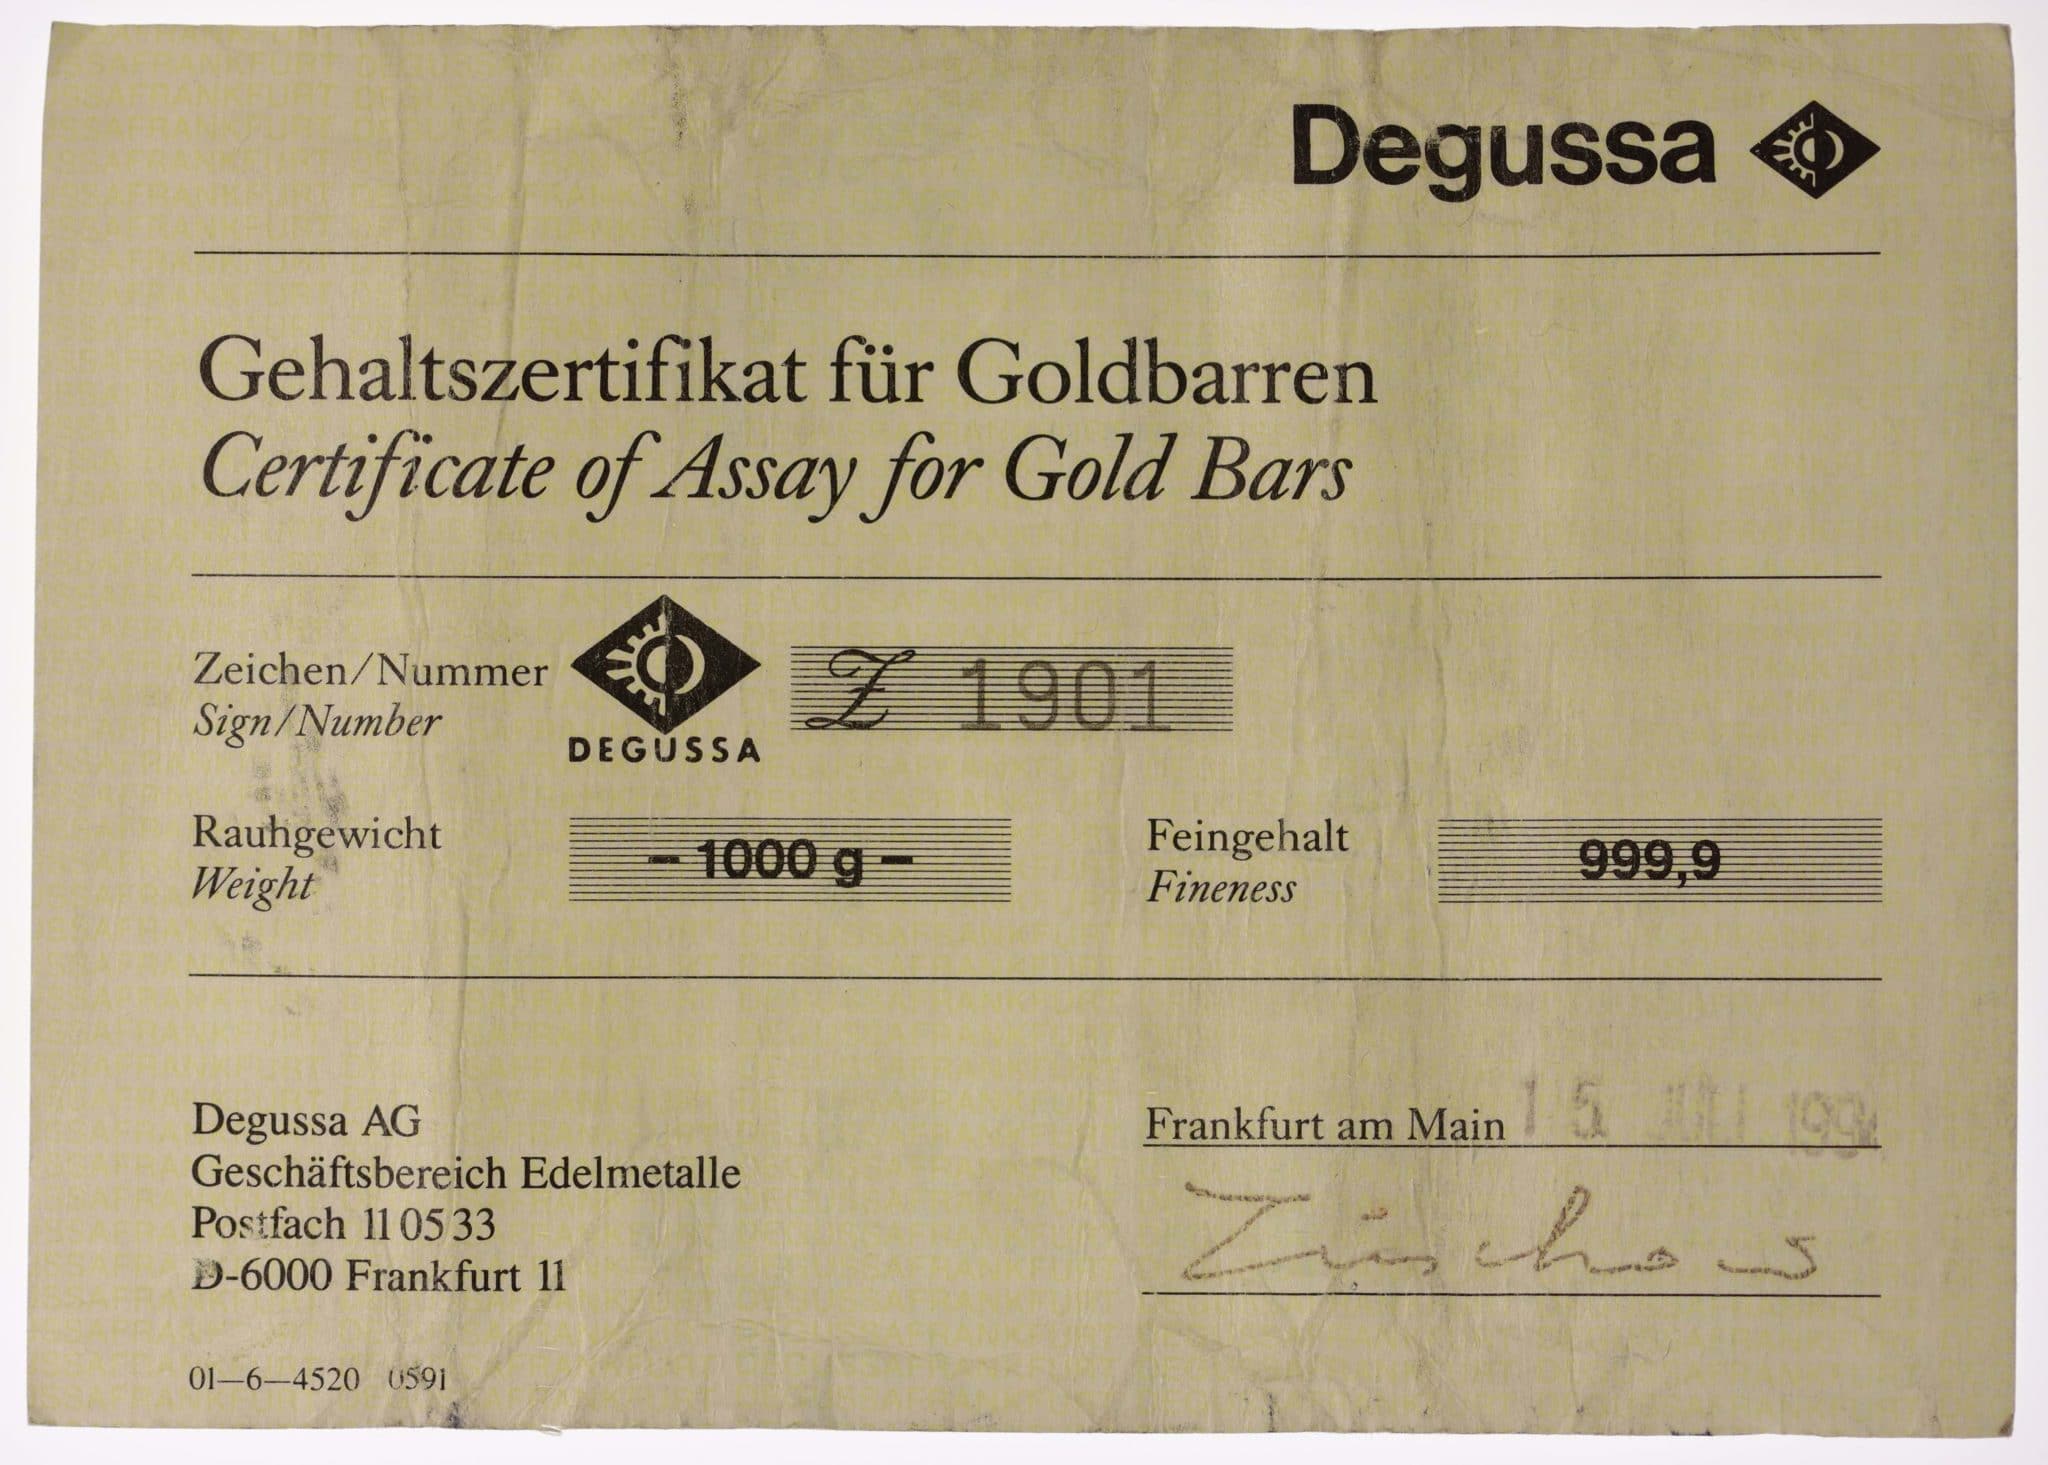 Degussa
Gehaltszertifikat für Goldbarren
Certificate of Assay for Gold Bars
Zeichen/Nummer
Sign/Number
DEGUSSA
Z 1901
Rauhgewicht
Weight
– 1000 g –
Feingehalt
Fineness
999,9
Degussa AG
Geschäftsbereich Edelmetalle
Postfach 11 05 33
D-6000 Frankfurt 11
Frankfurt am Main 15
01–6–4520 0591